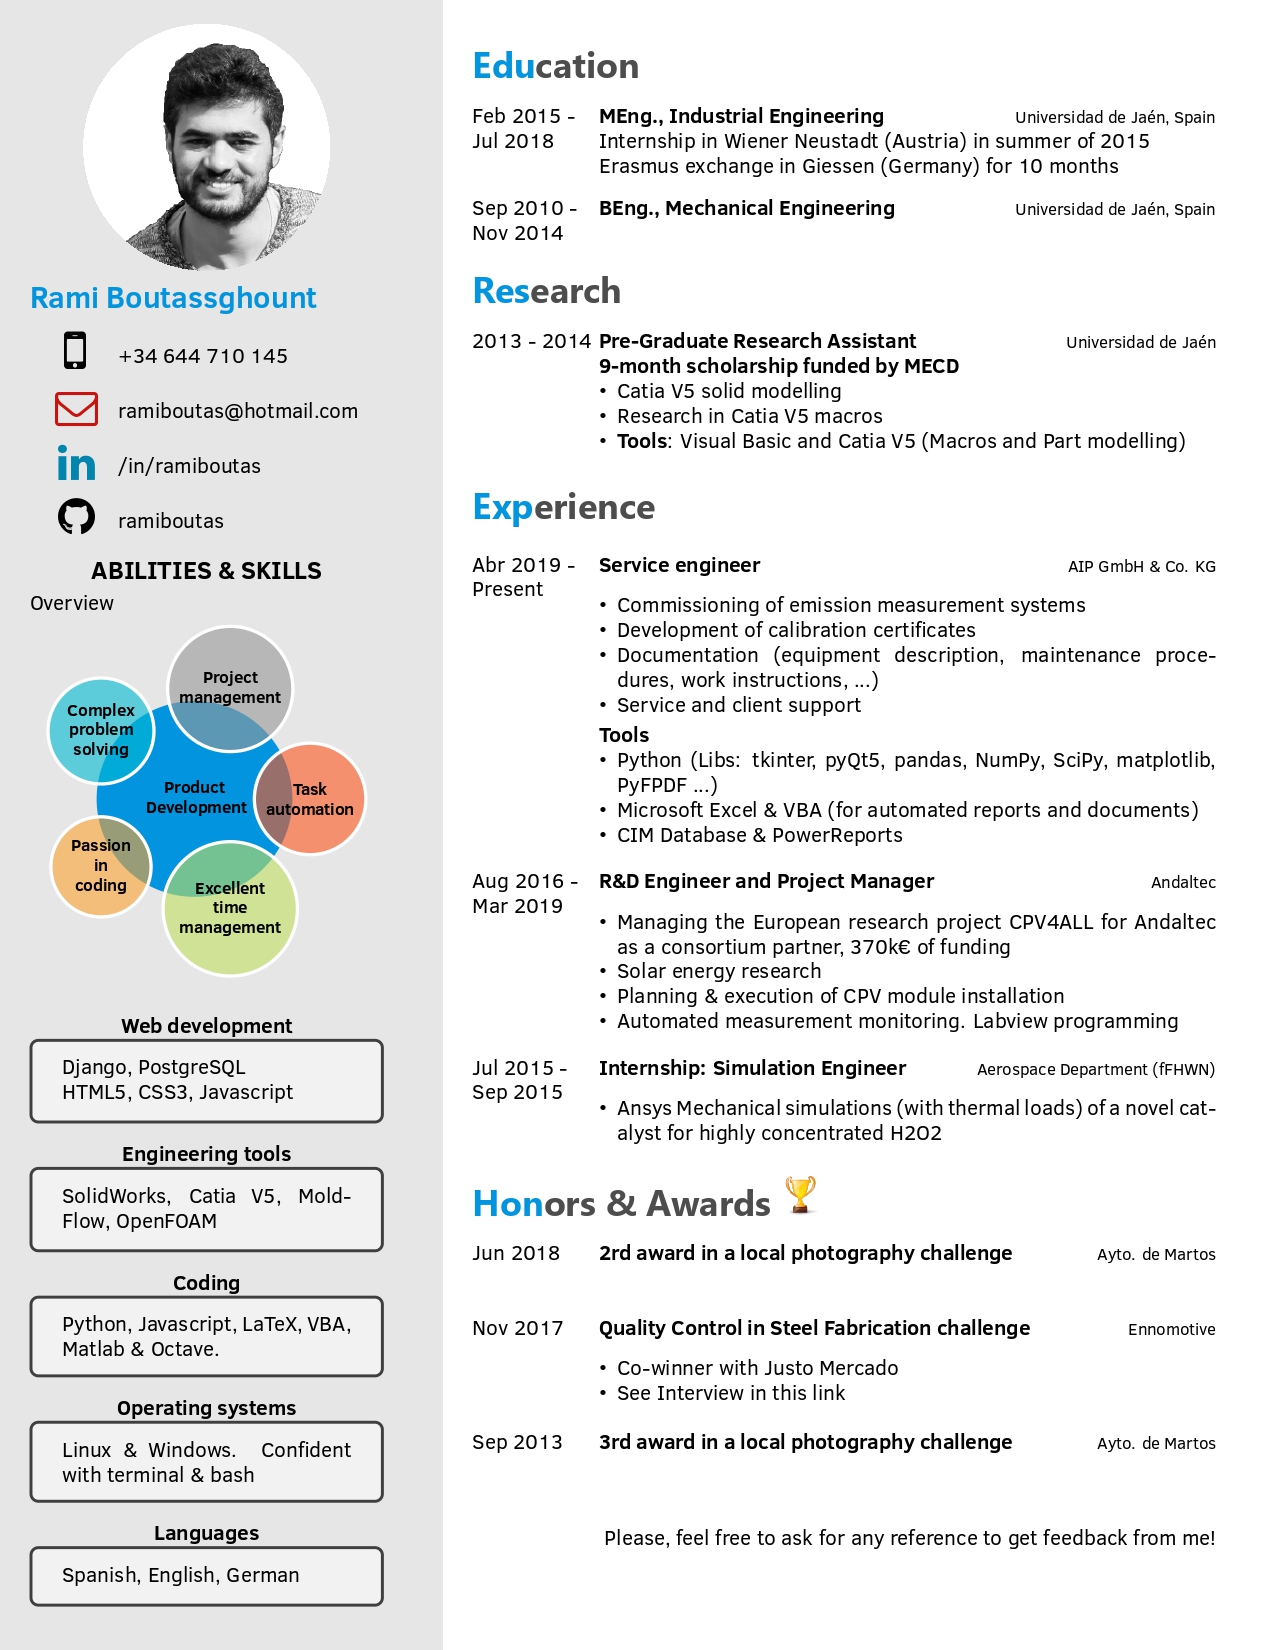 Rami Boutassghount
+34 644 710 145
ramiboutas@hotmail.com
/in/ramiboutas
ramiboutas
ABILITIES & SKILLS
Overview
Project
management
Complex
problem
solving
Product
Development
Task
automation
Passion
in
coding
Excellent
time
management
Web development
Django, PostgreSQL
HTML5, CSS3, Javascript
Engineering tools
SolidWorks, Catia V5, Mold-
Flow, OpenFOAM
Coding
Python, Javascript, LaTeX, VBA,
Matlab & Octave.
Operating systems
Linux & Windows. Confident
with terminal & bash
Languages
Spanish, English, German
Education
Feb 2015 - MEng., Industrial Engineering Universidad de Jaén, Spain
Jul 2018 Internship in Wiener Neustadt (Austria) in summer of 2015
Erasmus exchange in Giessen (Germany) for 10 months
Sep 2010 - BEng., Mechanical Engineering Universidad de Jaén, Spain
Nov 2014
Research
2013 - 2014 Pre-Graduate Research Assistant Universidad de Jaén
9-month scholarship funded by MECD
• Catia V5 solid modelling
• Research in Catia V5 macros
• Tools: Visual Basic and Catia V5 (Macros and Part modelling)
Experience
Abr 2019 - Service engineer AIP GmbH & Co. KG
Present
• Commissioning of emission measurement systems
• Development of calibration certificates
• Documentation (equipment description, maintenance proce-
dures, work instructions, ...)
• Service and client support
Tools
• Python (Libs: tkinter, pyQt5, pandas, NumPy, SciPy, matplotlib,
PyFPDF ...)
• Microsoft Excel & VBA (for automated reports and documents)
• CIM Database & PowerReports
Aug 2016 - R&D Engineer and Project Manager Andaltec
Mar 2019
• Managing the European research project CPV4ALL for Andaltec
as a consortium partner, 370k€ of funding
• Solar energy research
• Planning & execution of CPV module installation
• Automated measurement monitoring. Labview programming
Jul 2015 - Internship: Simulation Engineer Aerospace Department (fFHWN)
Sep 2015
• Ansys Mechanical simulations (with thermal loads) of a novel cat-
alyst for highly concentrated H2O2
Honors & Awards
Jun 2018 2rd award in a local photography challenge Ayto. de Martos
Nov 2017 Quality Control in Steel Fabrication challenge Ennomotive
• Co-winner with Justo Mercado
• See Interview in this link
Sep 2013 3rd award in a local photography challenge Ayto. de Martos
Please, feel free to ask for any reference to get feedback from me!